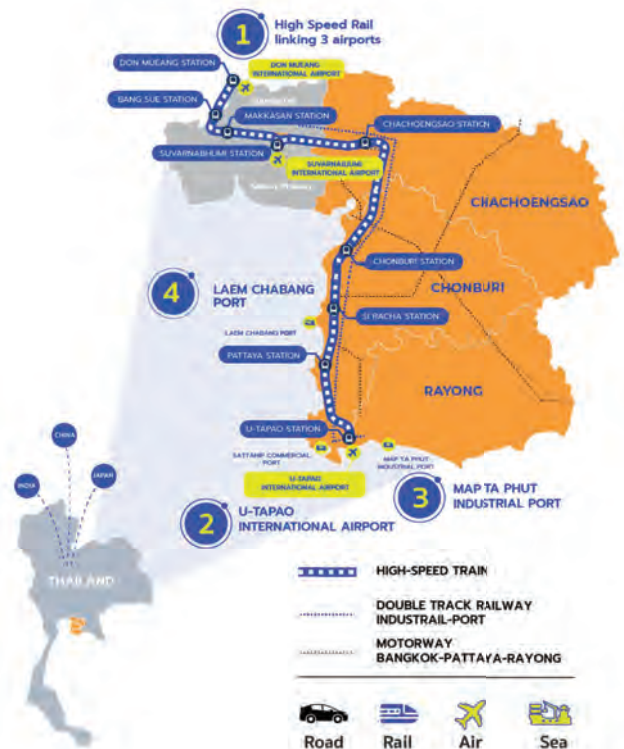 1
High Speed Rail
linking 3 airports
DON MUEANG STATION
DON MUEANG
INTERNATIONAL AIRPORT
BANG SUE STATION
MAKKASAN STATION
CHACHOENGSAO STATION
SUVARNABHUMI STATION
SUVARNABHUMI
INTERNATIONAL AIRPORT
CHACHOENGSAO
CHONBURI STATION
4
LAEM CHABANG
PORT
CHONBURI
SI RACHA STATION
LAEM CHABANG PORT
PATTAYA STATION
RAYONG
U-TAPAO STATION
SATTAHIP COMMERCIAL
PORT
MAP TA PHUT
INDUSTRIAL PORT
U-TAPAO
INTERNATIONAL AIRPORT
3
MAP TA PHUT
INDUSTRIAL PORT
2
U-TAPAO
INTERNATIONAL AIRPORT
CHINA
INDIA
JAPAN
THAILAND
HIGH-SPEED TRAIN
DOUBLE TRACK RAILWAY
INDUSTRAIL-PORT
MOTORWAY
BANGKOK-PATTAYA-RAYONG
Road
Rail
Air
Sea